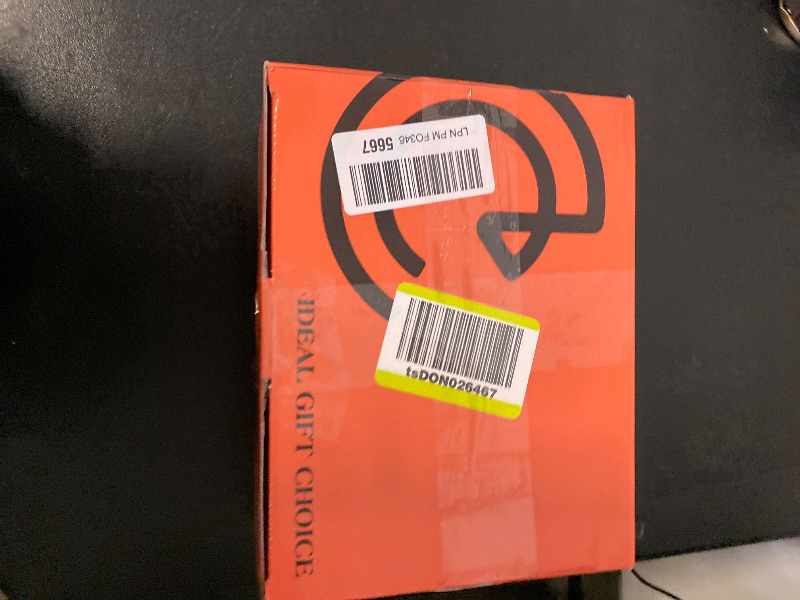 LPN PM FO346 5667
tsDON026467
·IDEAL GIFT CHOICE